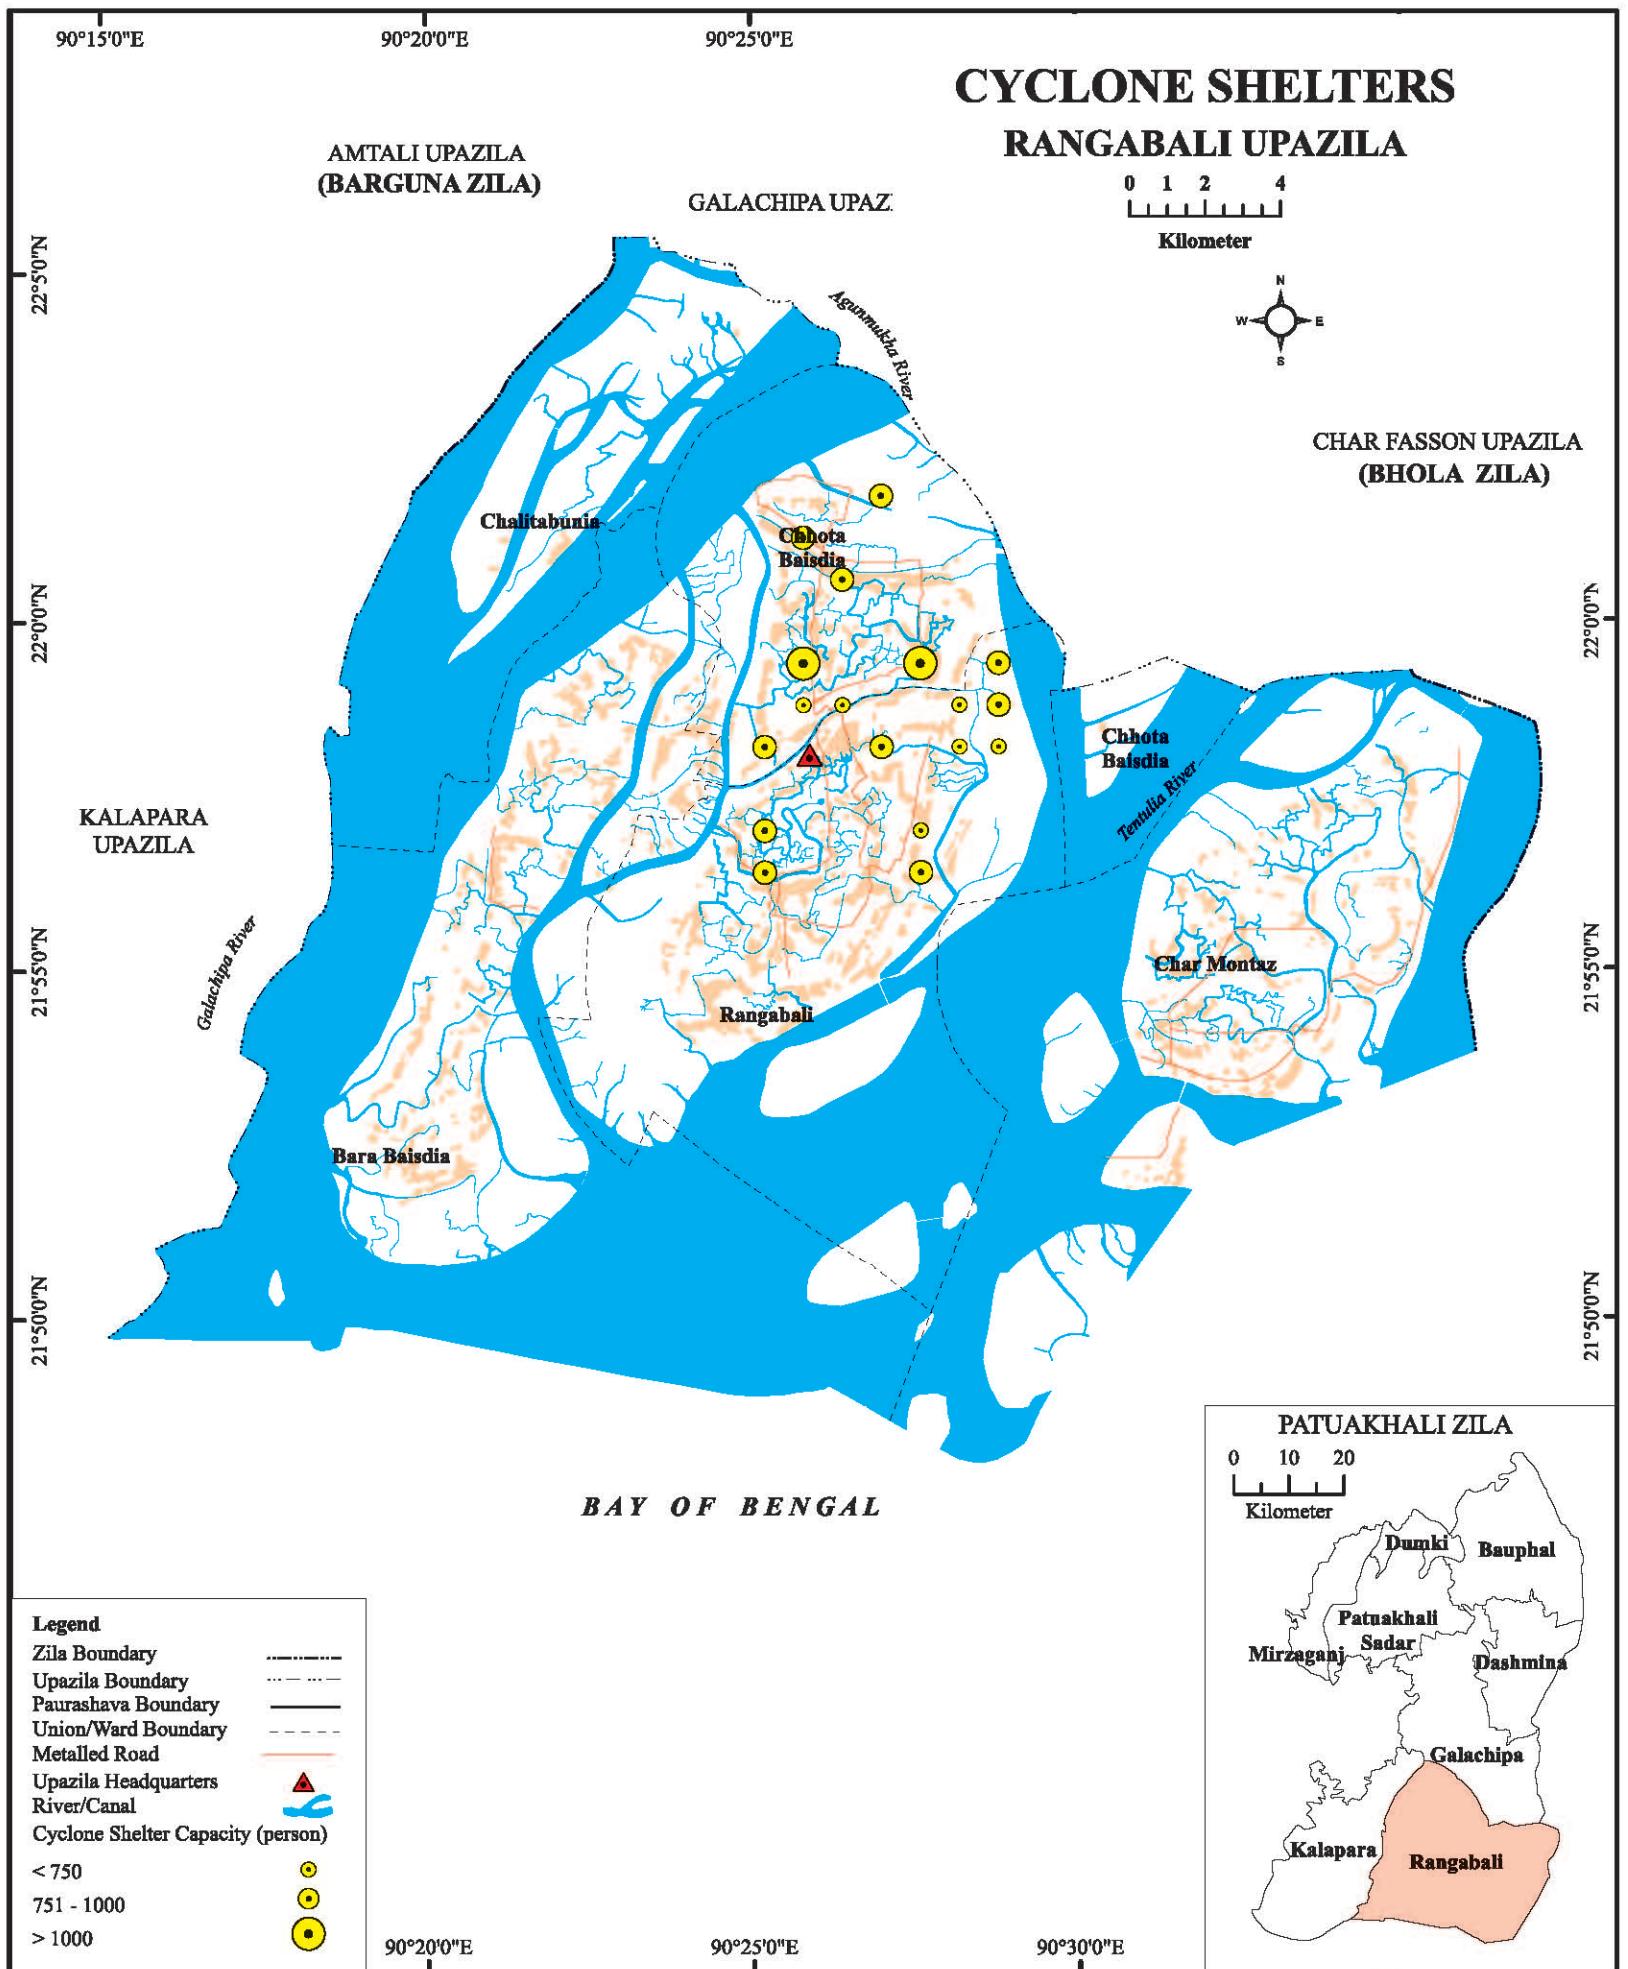 90°15'0"E
90°20'0"E
90°25'0"E
CYCLONE SHELTERS
RANGABALI UPAZILA
0 1 2 4
Kilometer
N
W E
S
AMTALI UPAZILA
(BARGUNA ZILA)
GALACHIPA UPAZ
Agunmukha River
22°5'0"N
CHAR FASSON UPAZILA
(BHOLA ZILA)
Chalitabunia
Chhota
Baisdia
22°0'0"N
22°0'0"N
Chhota
Baisdia
Tentulia River
KALAPARA
UPAZILA
Galachipa River
21°55'0"N
21°55'0"N
Char Montaz
Rangabali
Bara Baisdia
21°50'0"N
21°50'0"N
BAY OF BENGAL
PATUAKHALI ZILA
0 10 20
Kilometer
Dumki
Bauphal
Patuakhali
Sadar
Mirzaganj
Dashmina
Galachipa
Kalapara
Rangabali
Legend
Zila Boundary
Upazila Boundary
Paurashava Boundary
Union/Ward Boundary
Metalled Road
Upazila Headquarters
River/Canal
Cyclone Shelter Capacity (person)
< 750
751 - 1000
> 1000
90°20'0"E
90°25'0"E
90°30'0"E